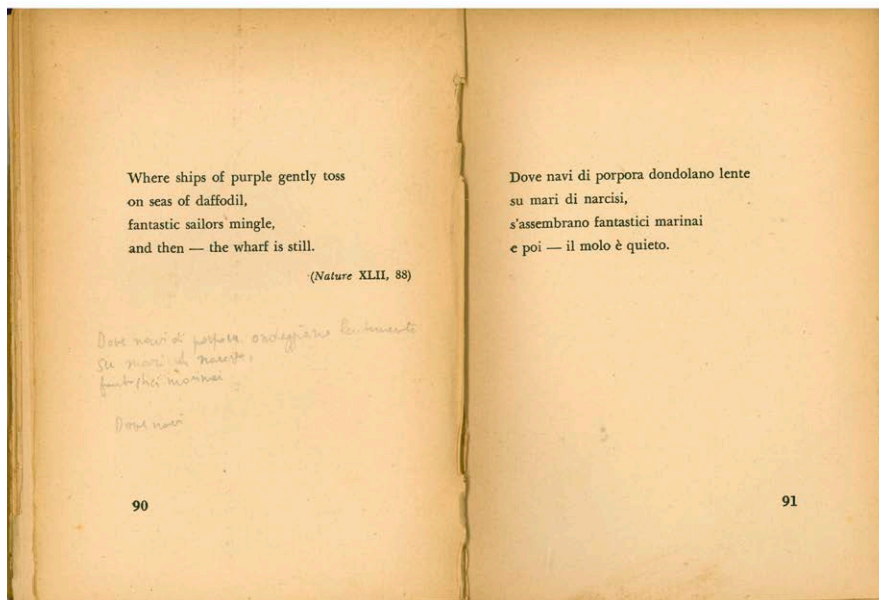 Where ships of purple gently toss
on seas of daffodil,
fantastic sailors mingle,
and then — the wharf is still.
(Nature XLII, 88)
Dove navi di porpora ondeggiano lentamente
su mari di narciso,
fantastici marinai
Dove navi
90
Dove navi di porpora dondolano lente
su mari di narcisi,
s'assembrano fantastici marinai
e poi — il molo è quieto.
91